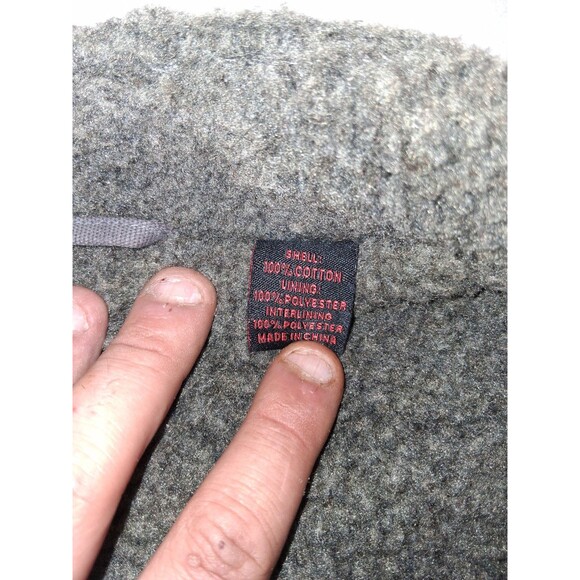 SHELL:
100% COTTON
LINING:
100% POLYESTER
INTERLINING
100% POLYESTER
MADE IN CHINA